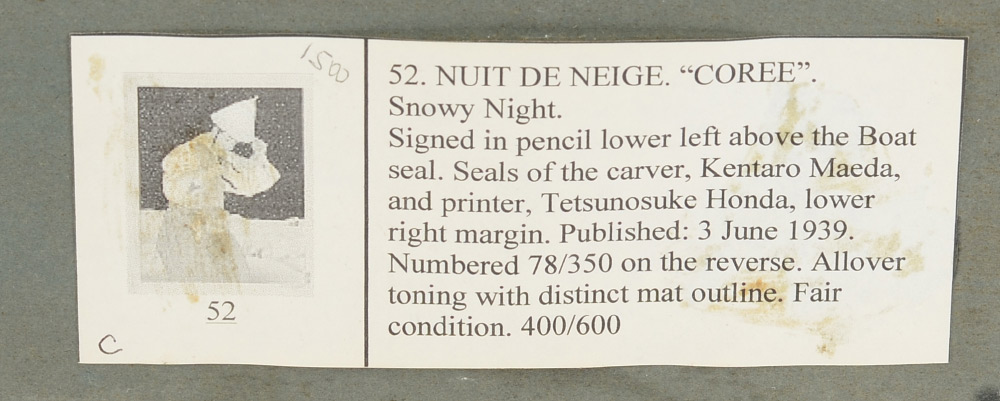 1500
52
C
52. NUIT DE NEIGE. “COREE”.
Snowy Night.
Signed in pencil lower left above the Boat
seal. Seals of the carver, Kentaro Maeda,
and printer, Tetsunosuke Honda, lower
right margin. Published: 3 June 1939.
Numbered 78/350 on the reverse. Allover
toning with distinct mat outline. Fair
condition. 400/600